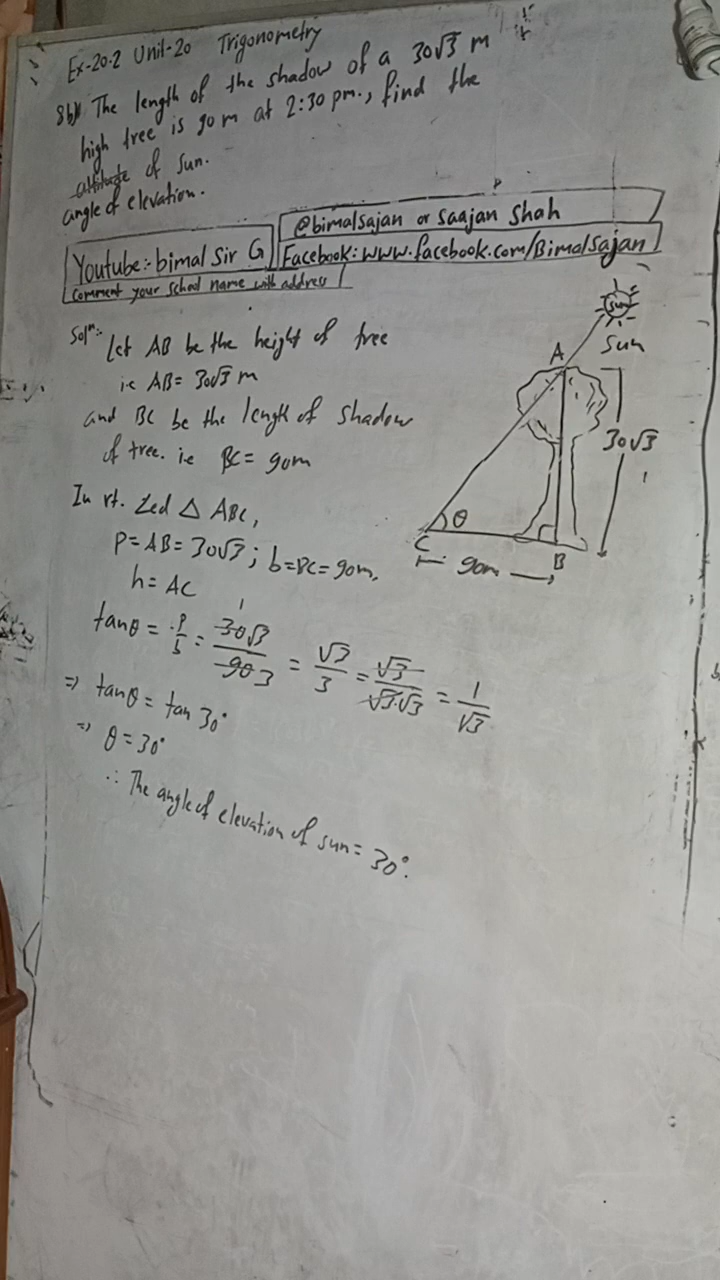 Ex-20.2 Unit-20 Trigonometry
8b) The length of the shadow of a 30√3 m
high tree is 90 m at 2:30 pm., find the
altitude of sun.
angle of elevation.
@bimalsajan or Saajan Shah
Youtube:- bimal Sir G
Facebook: www.facebook.com/Bimalsajan
Comment your School name with address
Solⁿ:-
Let AB be the height of tree
i.e AB = 30√3 m
and BC be the length of shadow
of tree. i.e BC = 90m
In rt. ∠ed △ ABC,
P = AB = 30√3 ; b = BC = 90m,
h = AC
tanθ = P/b = 30√3/90 = √3/3 = √3/√3.√3 = 1/√3
1
3
⇒ tanθ = tan 30°
⇒ θ = 30°
∴ The angle of elevation of sun = 30°.
Sun
Sun
A
30√3
θ
C
B
90m